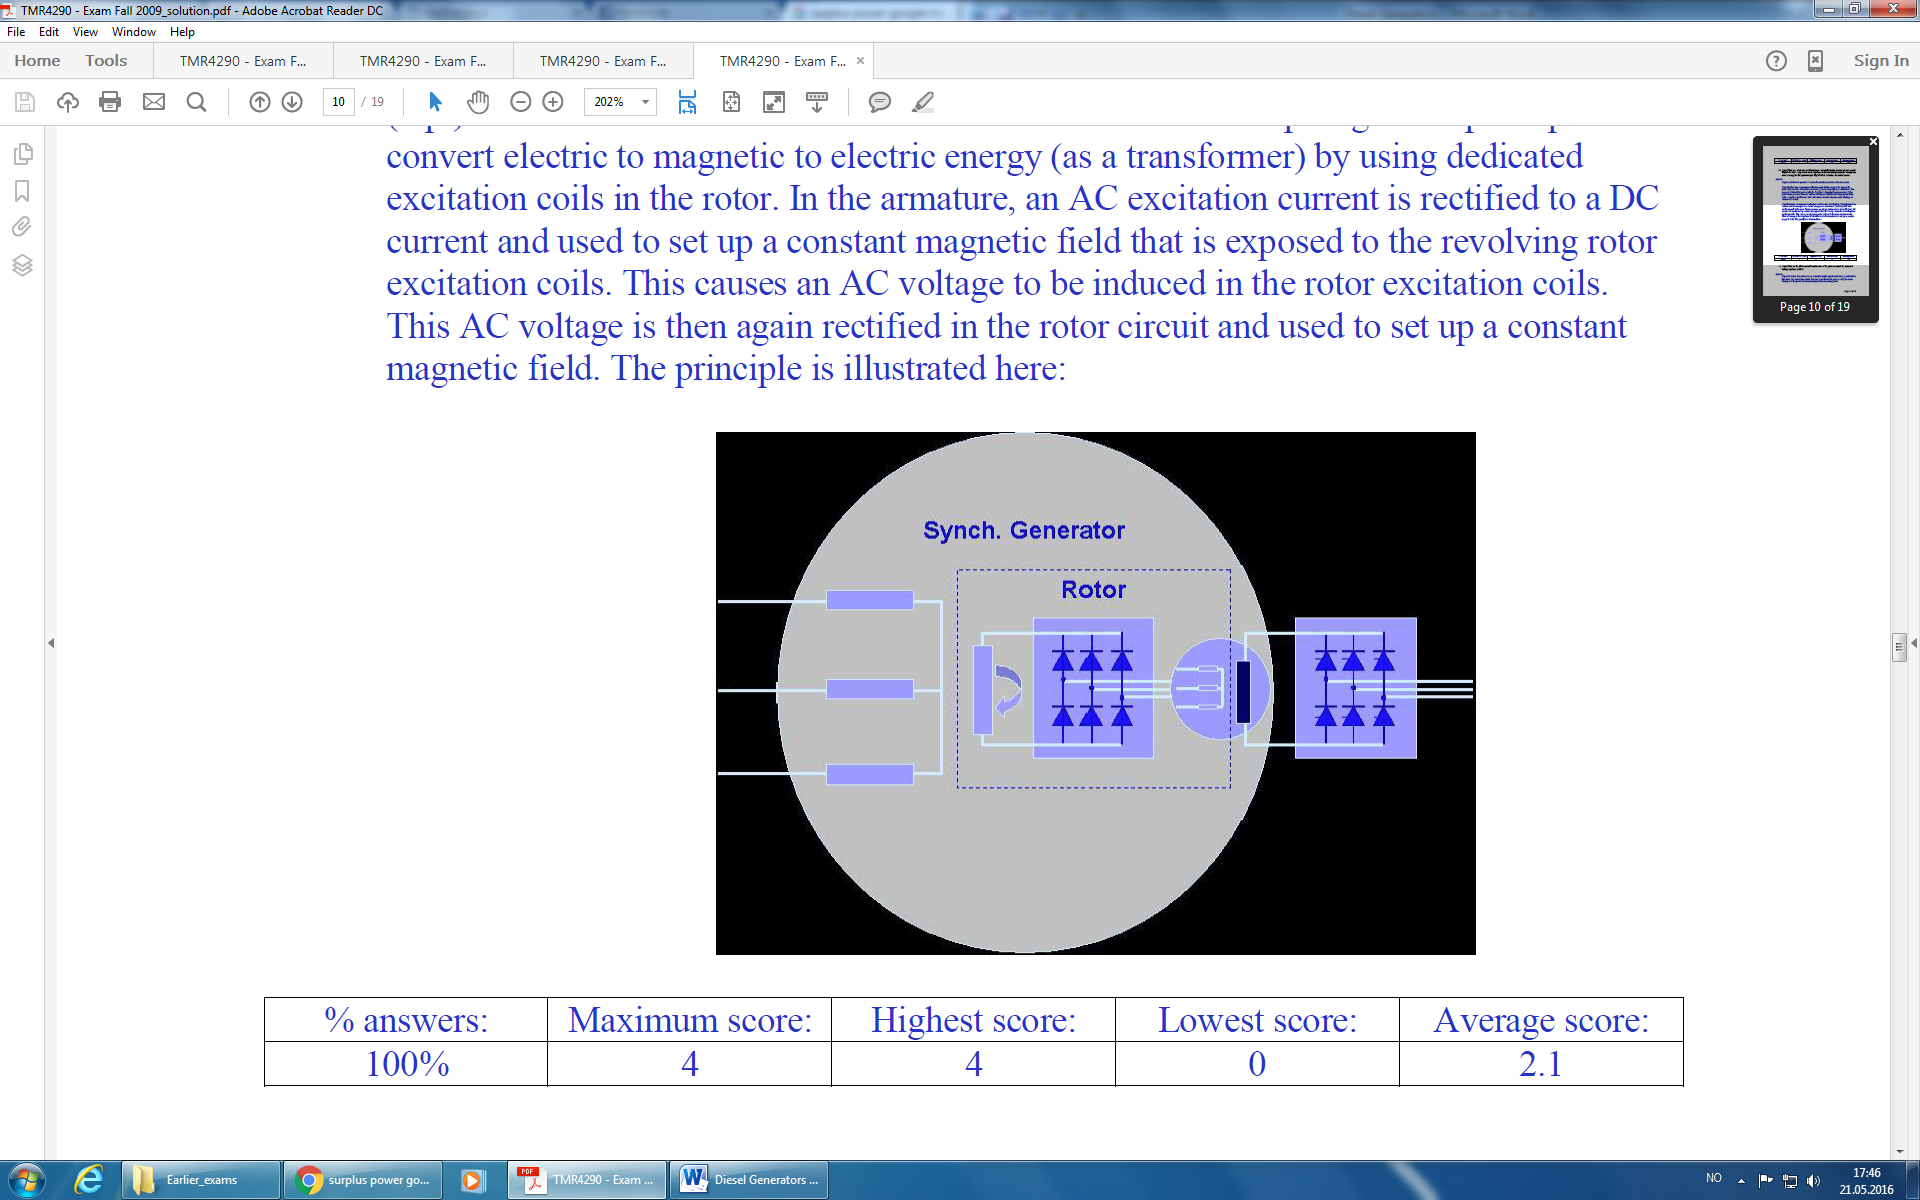 TMR4290 - Exam Fall 2009_solution.pdf - Adobe Acrobat Reader DC
File Edit View Window Help
Home Tools TMR4290 - Exam F... TMR4290 - Exam F... TMR4290 - Exam F... TMR4290 - Exam F... Sign In
10 / 19 202%
convert electric to magnetic to electric energy (as a transformer) by using dedicated
excitation coils in the rotor. In the armature, an AC excitation current is rectified to a DC
current and used to set up a constant magnetic field that is exposed to the revolving rotor
excitation coils. This causes an AC voltage to be induced in the rotor excitation coils.
This AC voltage is then again rectified in the rotor circuit and used to set up a constant
magnetic field. The principle is illustrated here:
Page 10 of 19
Synch. Generator
Rotor
% answers: Maximum score: Highest score: Lowest score: Average score:
100% 4 4 0 2.1
Earlier_exams surplus power go... PDF TMR4290 - Exam ... Diesel Generators ... NO 17:46
21.05.2016